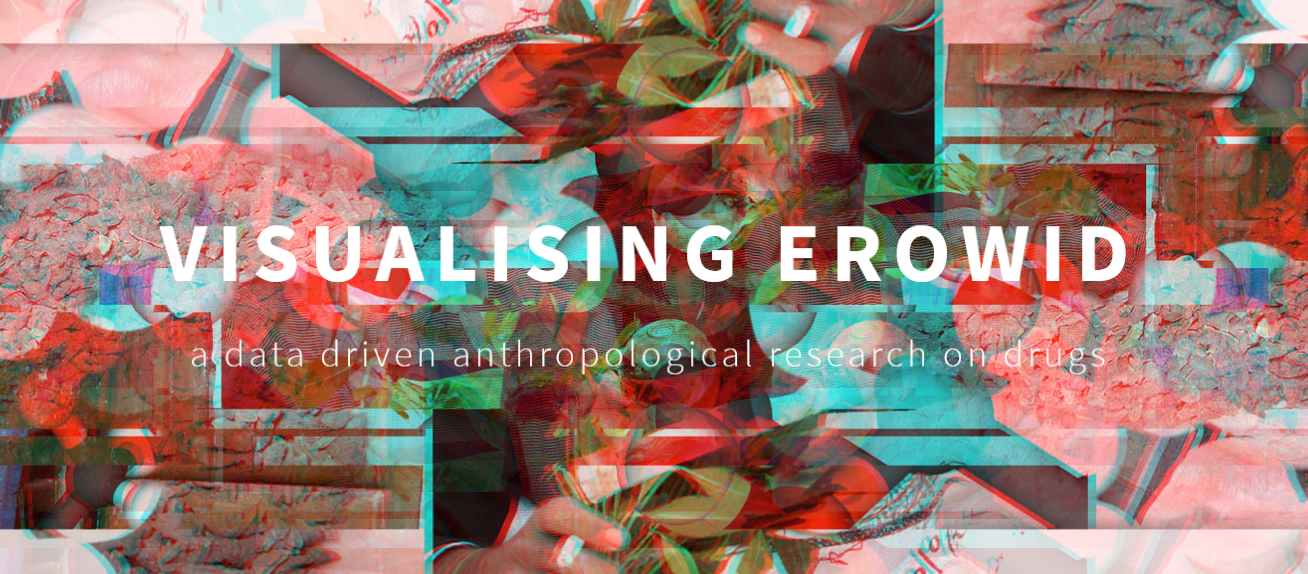 VISUALISING EROWID
a data driven anthropological research on drugs